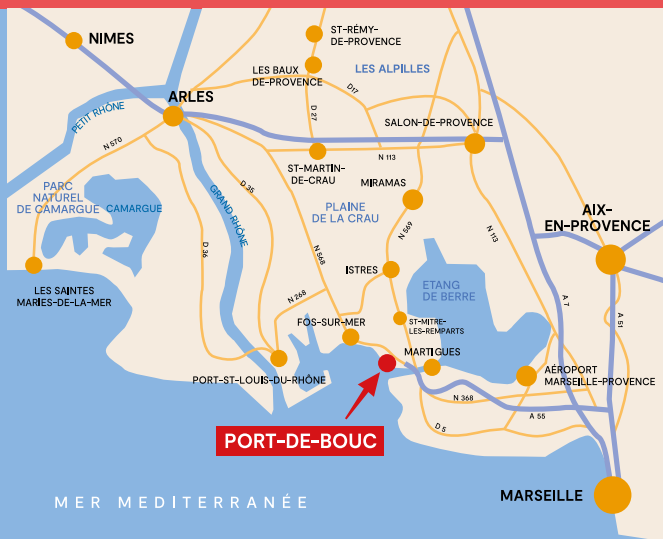 NIMES
ST-RÉMY-
DE-PROVENCE
LES BAUX
DE-PROVENCE
LES ALPILLES
D17
ARLES
PETIT RHÔNE
D 27
SALON-DE-PROVENCE
N 570
N 113
ST-MARTIN-
DE-CRAU
MIRAMAS
PARC
NATUREL
DE CAMARGUE
CAMARGUE
D 35
GRAND RHÔNE
PLAINE
DE LA CRAU
AIX-
EN-PROVENCE
N 569
N 113
D 36
N 568
ISTRES
ETANG
DE BERRE
LES SAINTES
MARIES-DE-LA-MER
N 268
A 7
A 51
FOS-SUR-MER
ST-MITRE-
LES-REMPARTS
MARTIGUES
PORT-ST-LOUIS-DU-RHÔNE
AÉROPORT
MARSEILLE-PROVENCE
N 368
A 55
D 5
PORT-DE-BOUC
MER MEDITERRANÉE
MARSEILLE